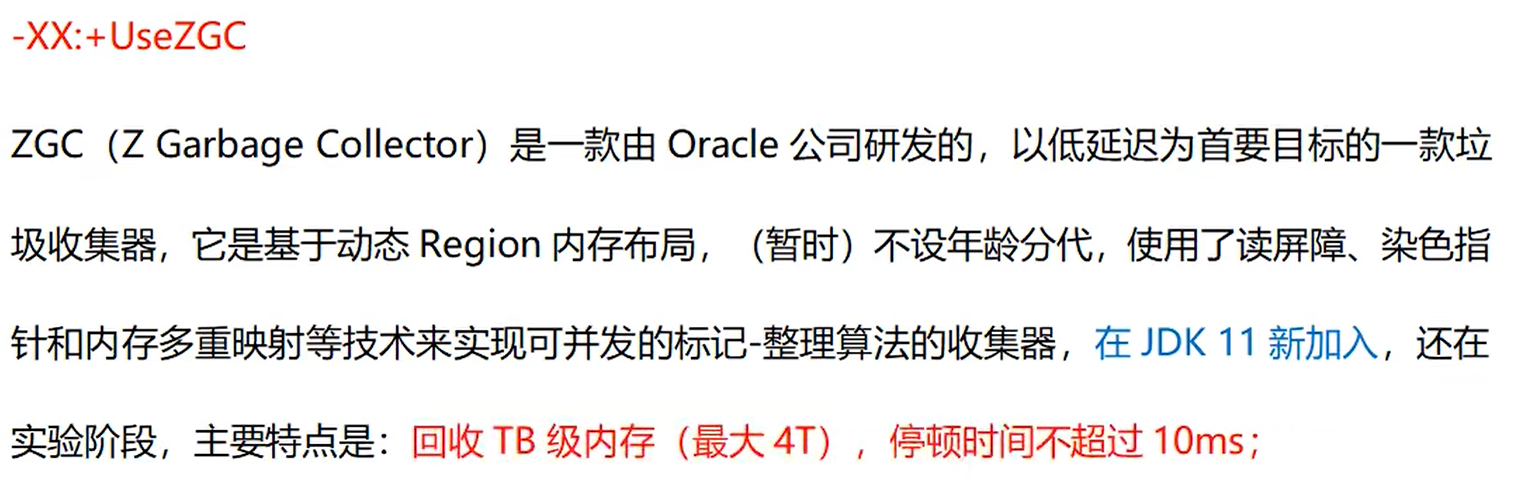 -XX:+UseZGC
ZGC（Z Garbage Collector）是一款由 Oracle 公司研发的，以低延迟为首要目标的一款垃
圾收集器，它是基于动态 Region 内存布局，（暂时）不设年龄分代，使用了读屏障、染色指
针和内存多重映射等技术来实现可并发的标记-整理算法的收集器，在 JDK 11 新加入，还在
实验阶段，主要特点是：回收 TB 级内存（最大 4T），停顿时间不超过 10ms；